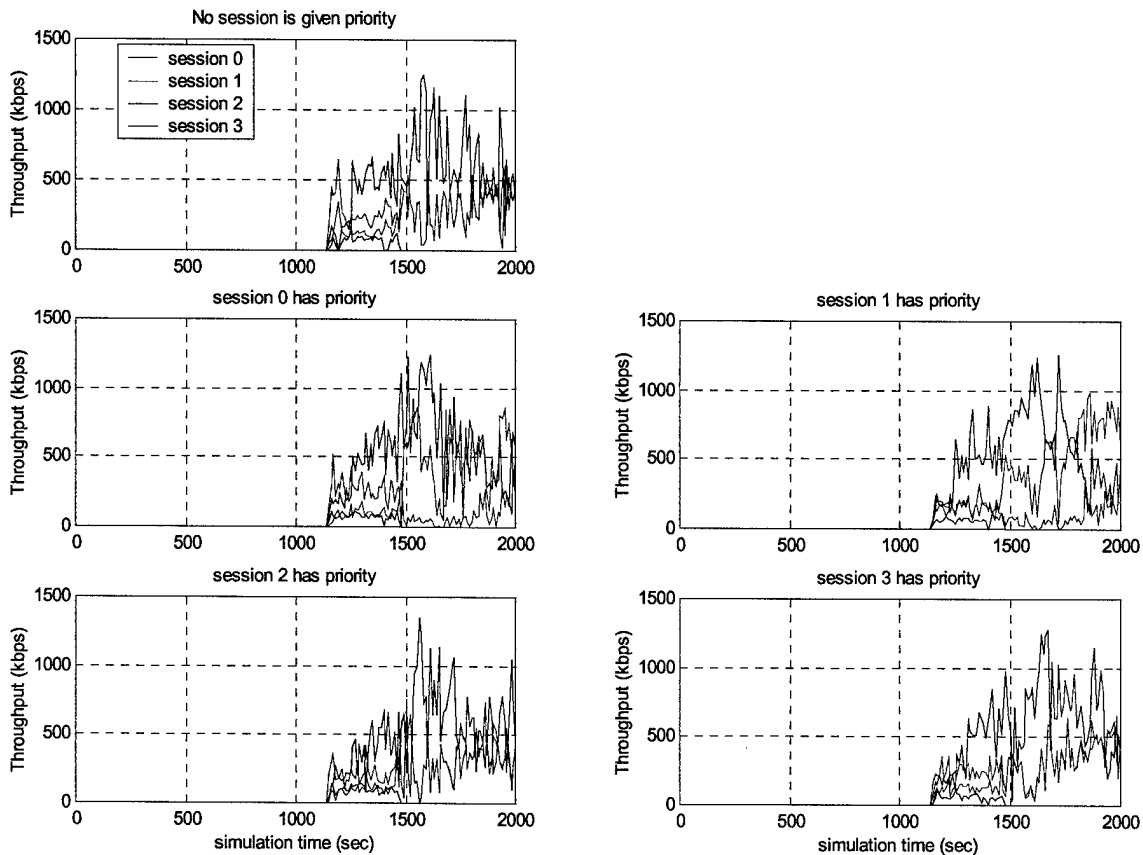 No session is given priority
1500
1000
500
0
Throughput (kbps)
session 0
session 1
session 2
session 3
0 500 1000 1500 2000
session 0 has priority
1500
1000
500
0
Throughput (kbps)
0 500 1000 1500 2000
session 1 has priority
1500
1000
500
0
Throughput (kbps)
0 500 1000 1500 2000
session 2 has priority
1500
1000
500
0
Throughput (kbps)
0 500 1000 1500 2000
simulation time (sec)
session 3 has priority
1500
1000
500
0
Throughput (kbps)
0 500 1000 1500 2000
simulation time (sec)